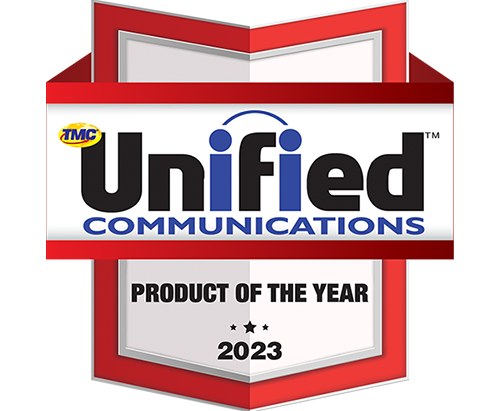 TMC
Unified™
COMMUNICATIONS
PRODUCT OF THE YEAR
2023